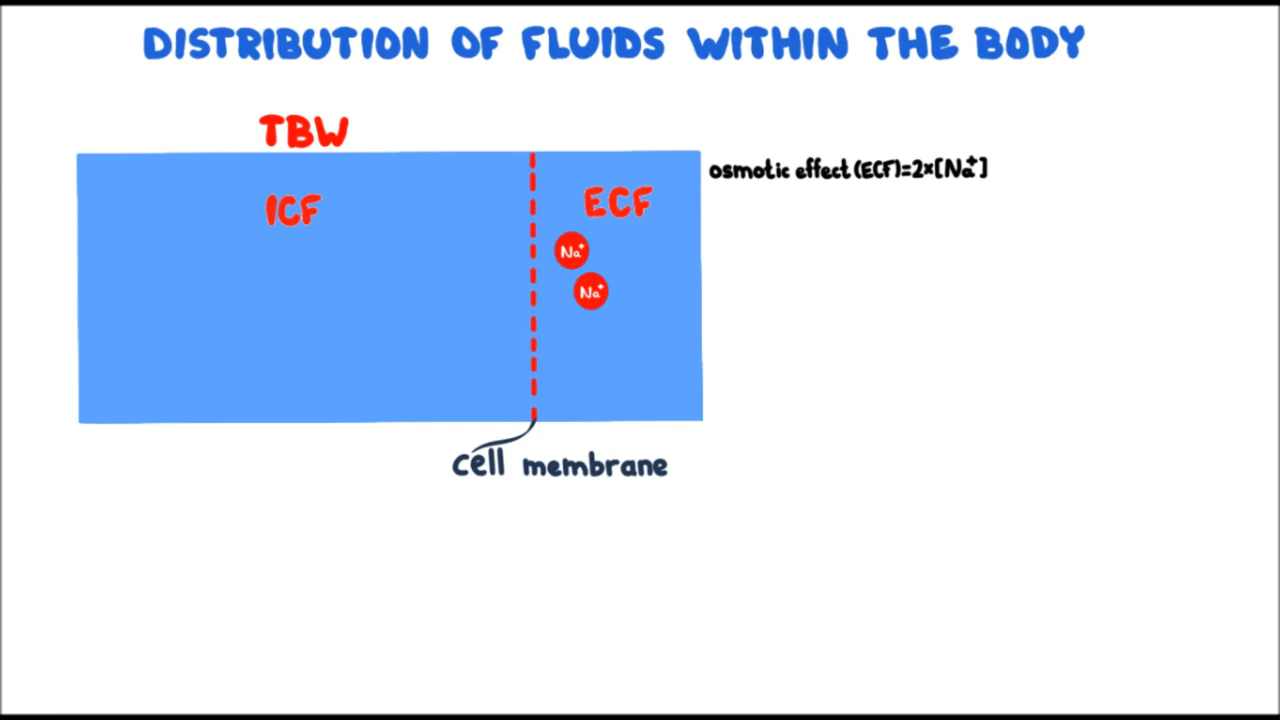 DISTRIBUTION OF FLUIDS WITHIN THE BODY
TBW
osmotic effect (ECF)=2×[Na⁺]
ICF
ECF
Na⁺
Na⁺
cell membrane